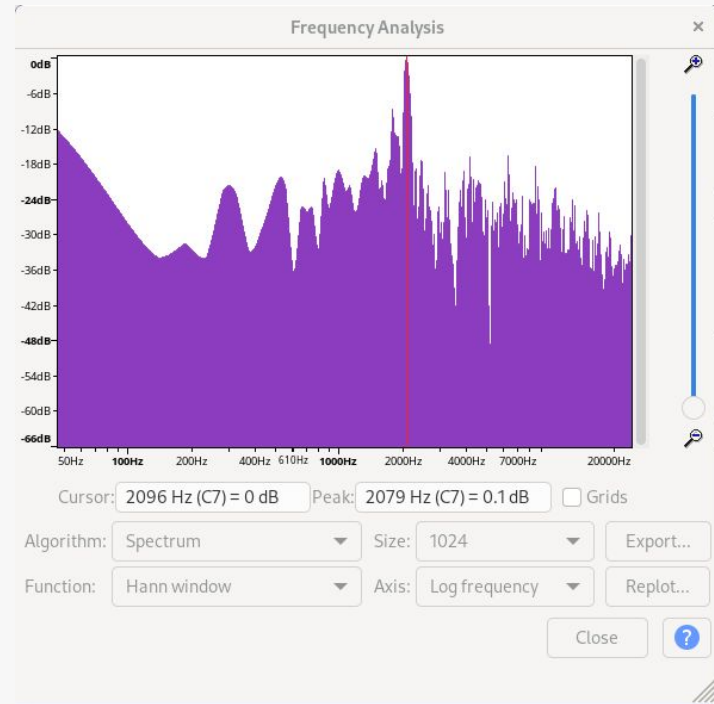 Frequency Analysis ×
0dB
-6dB
-12dB
-18dB
-24dB
-30dB
-36dB
-42dB
-48dB
-54dB
-60dB
-66dB
50Hz 100Hz 200Hz 400Hz 610Hz 1000Hz 2000Hz 4000Hz 7000Hz 20000Hz
Cursor: 2096 Hz (C7) = 0 dB Peak: 2079 Hz (C7) = 0.1 dB Grids
Algorithm: Spectrum Size: 1024 Export...
Function: Hann window Axis: Log frequency Replot...
Close ?